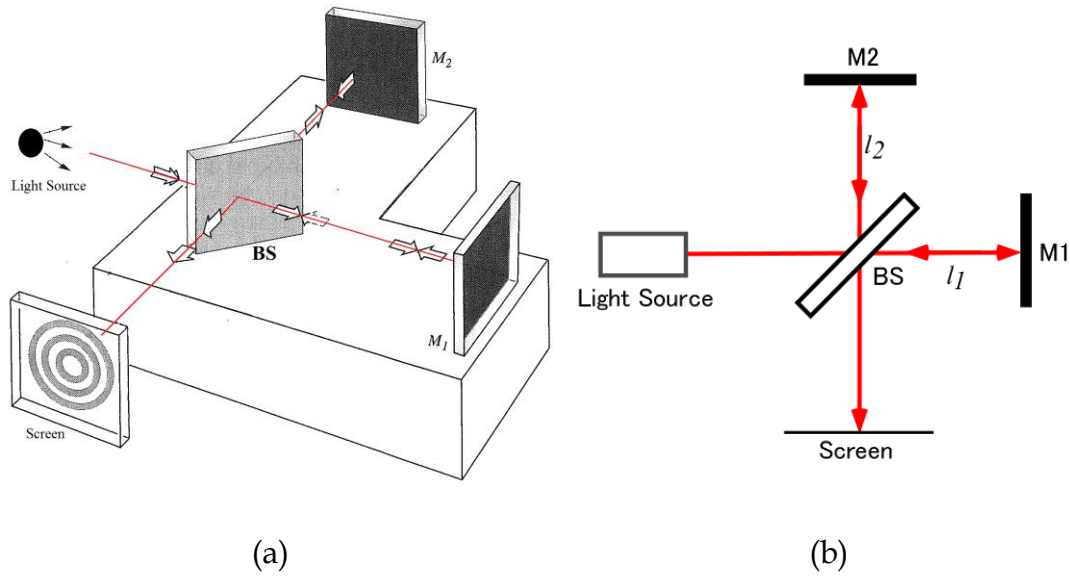 M₂
Light Source
BS
M₁
Screen
(a)
M2
l₂
Light Source
BS
l₁
M1
Screen
(b)